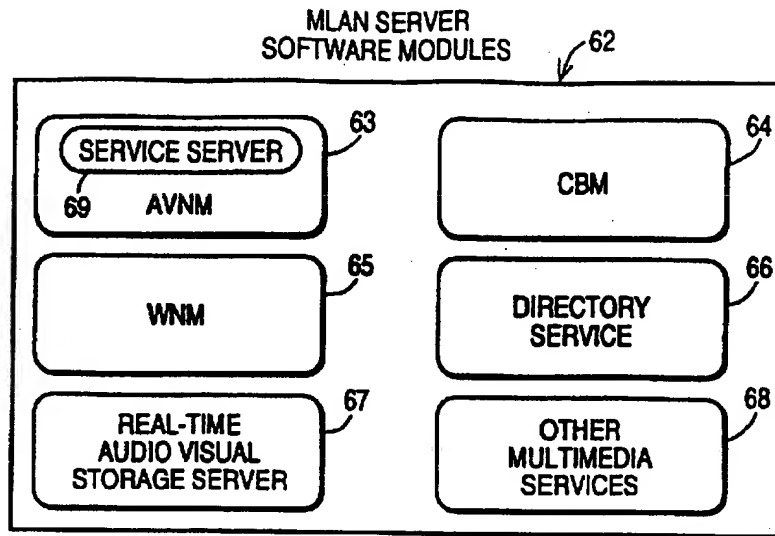 MLAN SERVER
SOFTWARE MODULES
62
63
SERVICE SERVER
69
AVNM
64
CBM
65
WNM
66
DIRECTORY
SERVICE
67
REAL-TIME
AUDIO VISUAL
STORAGE SERVER
68
OTHER
MULTIMEDIA
SERVICES